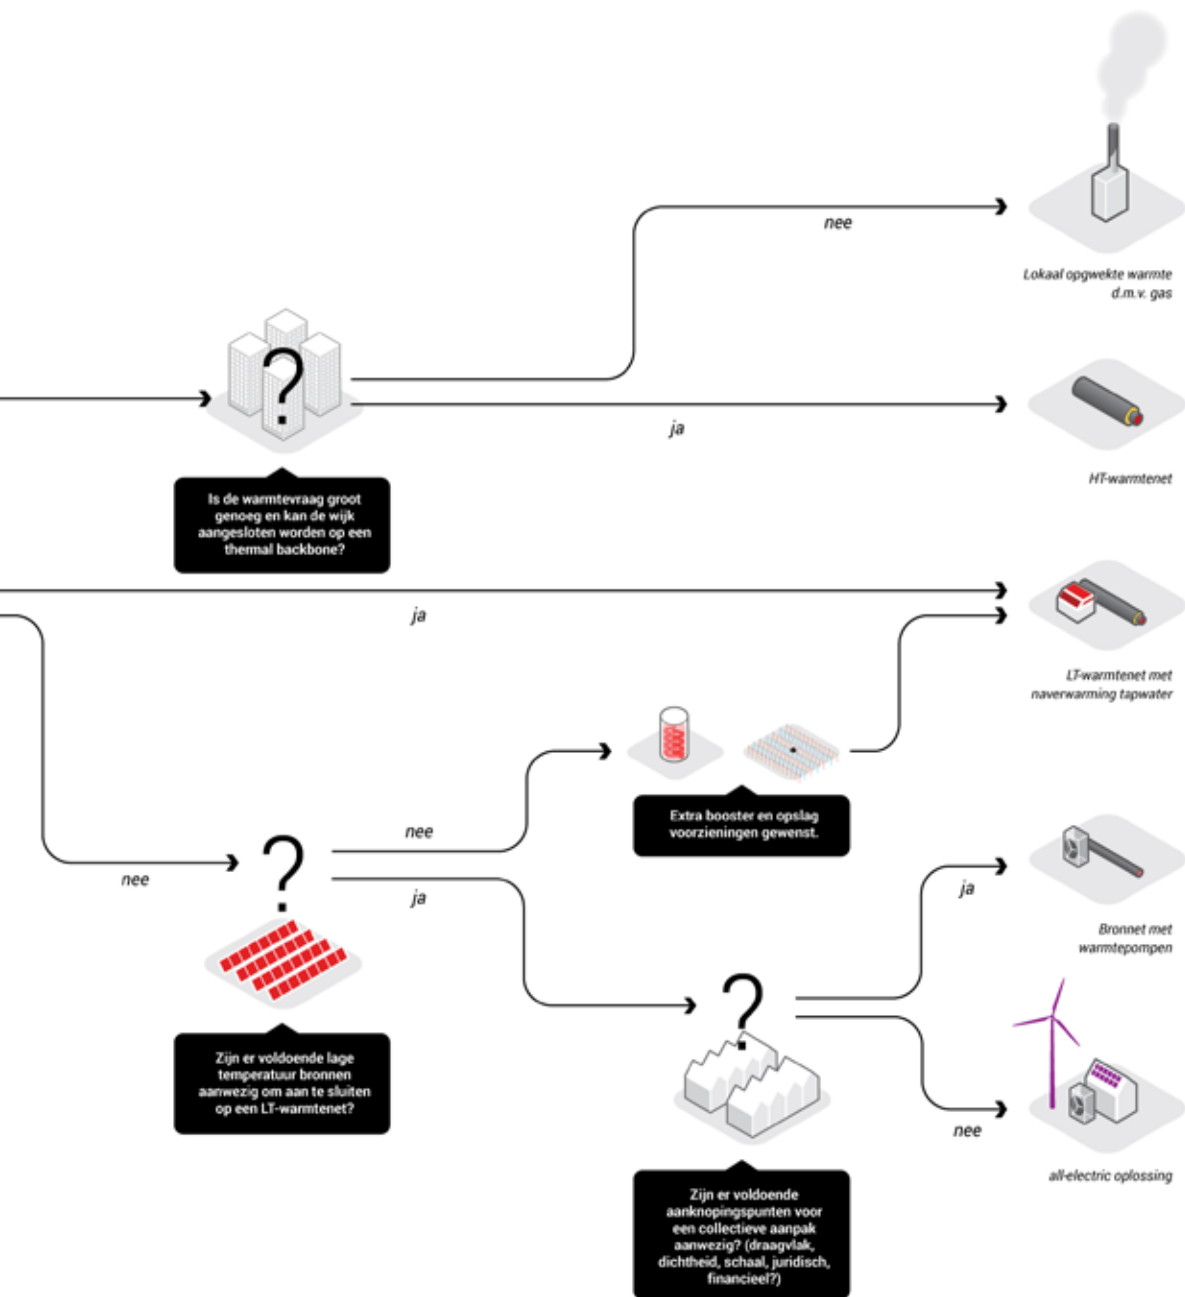 nee
Lokaal opgwekte warmte
d.m.v. gas
?
ja
HT-warmtenet
Is de warmtevraag groot
genoeg en kan de wijk
aangesloten worden op een
thermal backbone?
ja
LT-warmtenet met
naverwarming tapwater
Extra booster en opslag
voorzieningen gewenst.
nee
nee
?
ja
ja
Bronnet met
warmtepompen
Zijn er voldoende lage
temperatuur bronnen
aanwezig om aan te sluiten
op een LT-warmtenet?
?
nee
all-electric oplossing
Zijn er voldoende
aanknopingspunten voor
een collectieve aanpak
aanwezig? (draagvlak,
dichtheid, schaal, juridisch,
financieel?)